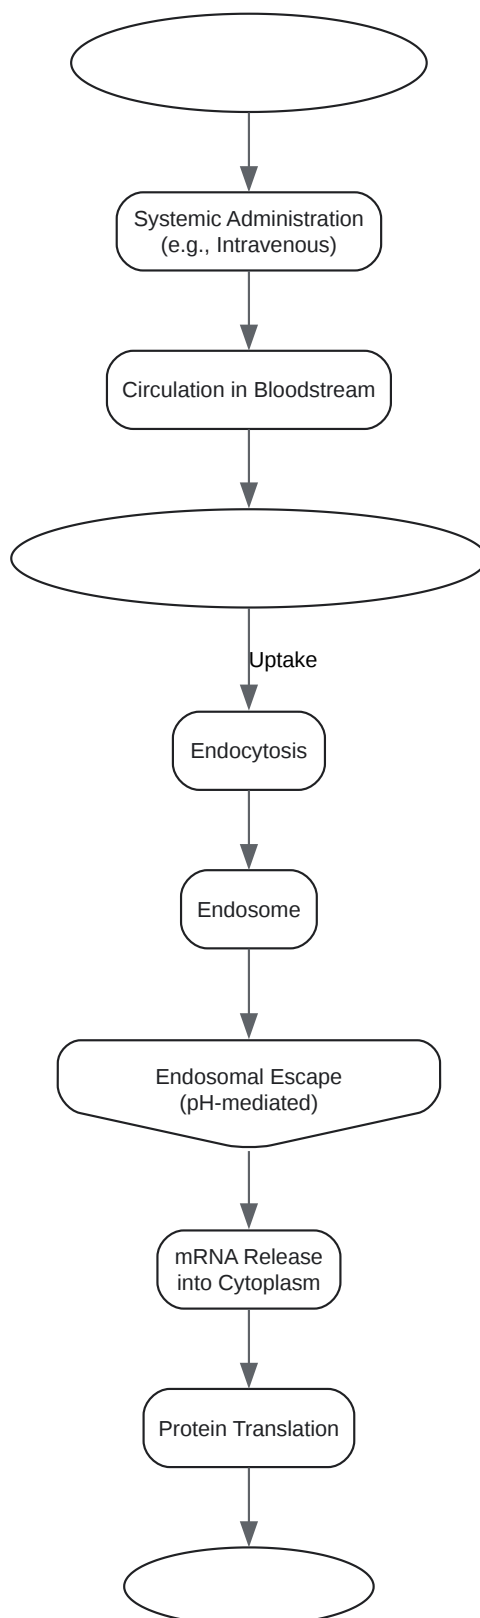 Systemic Administration
(e.g., Intravenous)
Circulation in Bloodstream
Uptake
Endocytosis
Endosome
Endosomal Escape
(pH-mediated)
mRNA Release
into Cytoplasm
Protein Translation